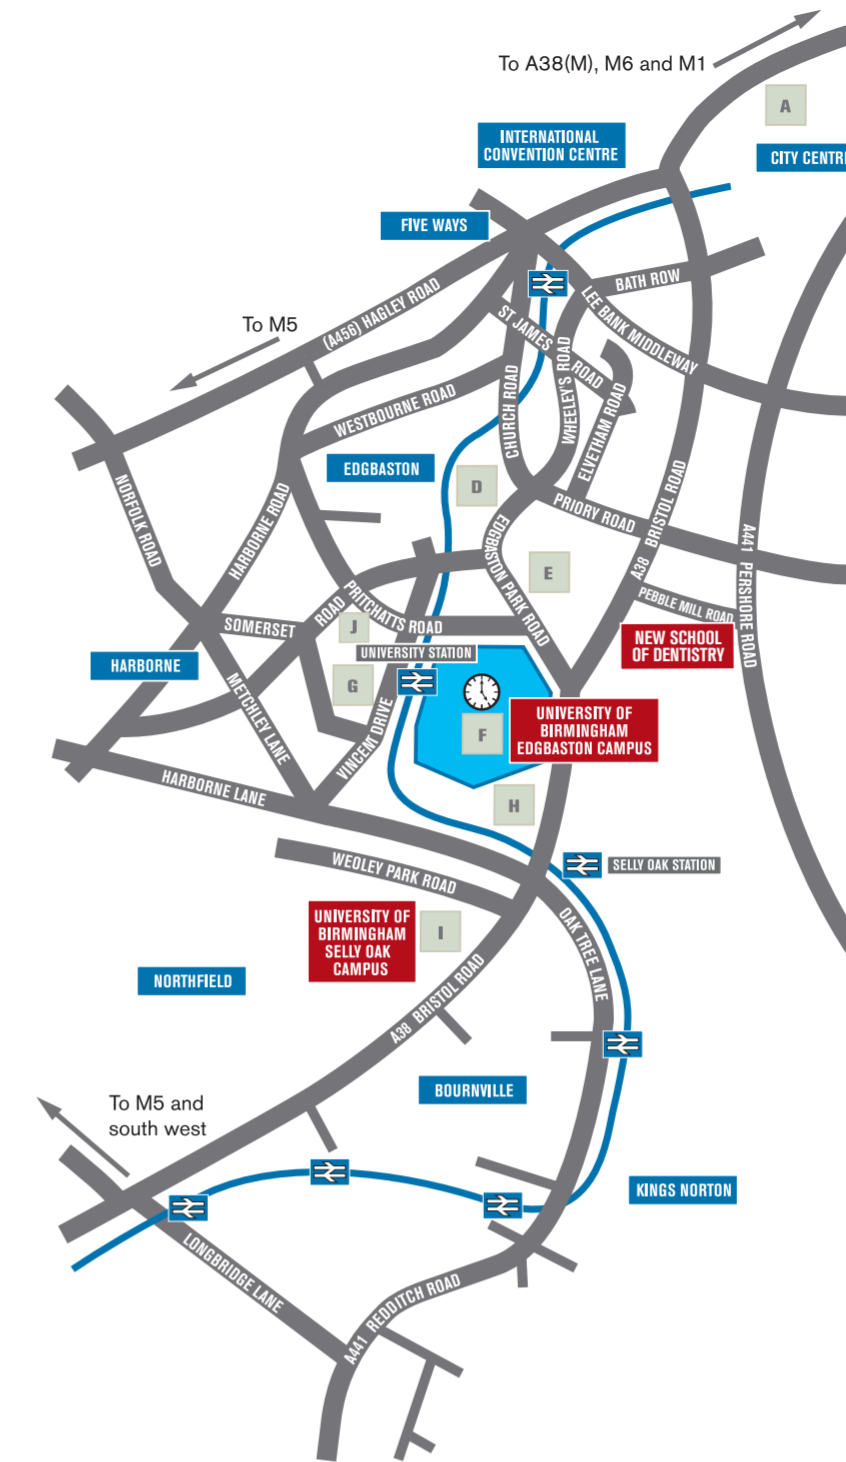 To A38(M), M6 and M1
A
INTERNATIONAL
CONVENTION CENTRE
CITY CENTR
FIVE WAYS
BATH ROW
(A456) HAGLEY ROAD
LEE BANK MIDDLEWAY
To M5
ST JAMES ROAD
WHEELEY'S ROAD
CHURCH ROAD
ELVETHAM ROAD
WESTBOURNE ROAD
EDGBASTON
D
NORFOLK ROAD
HARBORNE ROAD
PRIORY ROAD
A38 BRISTOL ROAD
A441 PERSHORE ROAD
EDGBASTON PARK ROAD
E
PEBBLE MILL ROAD
PRITCHATTS ROAD
SOMERSET ROAD
J
NEW SCHOOL
OF DENTISTRY
UNIVERSITY STATION
HARBORNE
G
METCHLEY LANE
VINCENT DRIVE
F
UNIVERSITY OF
BIRMINGHAM
EDGBASTON CAMPUS
HARBORNE LANE
H
WEOLEY PARK ROAD
SELLY OAK STATION
UNIVERSITY OF
BIRMINGHAM
SELLY OAK
CAMPUS
I
OAK TREE LANE
NORTHFIELD
A38 BRISTOL ROAD
BOURNVILLE
To M5 and
south west
KINGS NORTON
LONGBRIDGE LANE
A441 REDDITCH ROAD